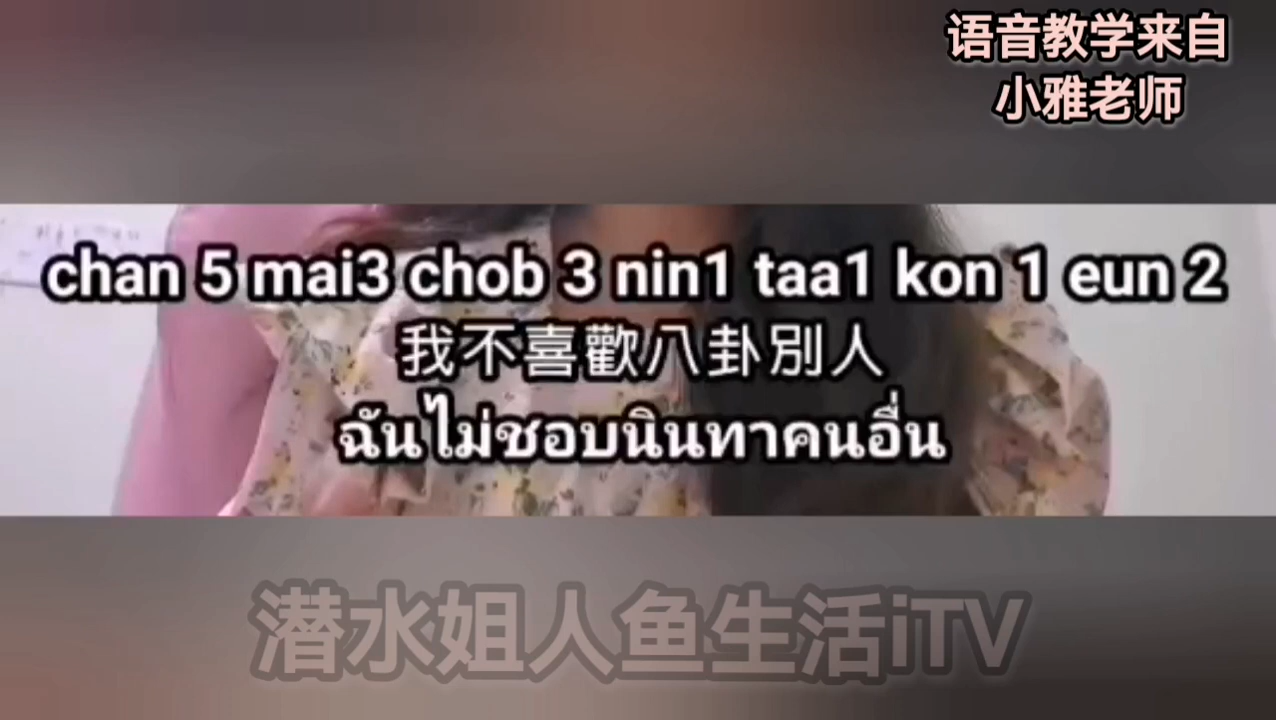 语音教学来自
小雅老师
chan 5 mai3 chob 3 nin1 taa1 kon 1 eun 2
我不喜歡八卦別人
ฉันไม่ชอบนินทาคนอื่น
潜水姐人鱼生活iTV